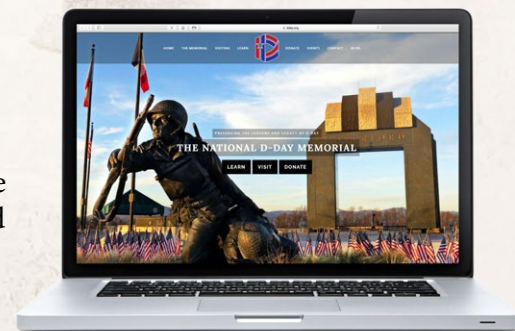 HOME THE MEMORIAL VISITING LEARN DONATE EVENTS CONTACT BLOG
PRESERVING THE LESSONS AND LEGACY OF D-DAY
THE NATIONAL D-DAY MEMORIAL
LEARN VISIT DONATE
e
d